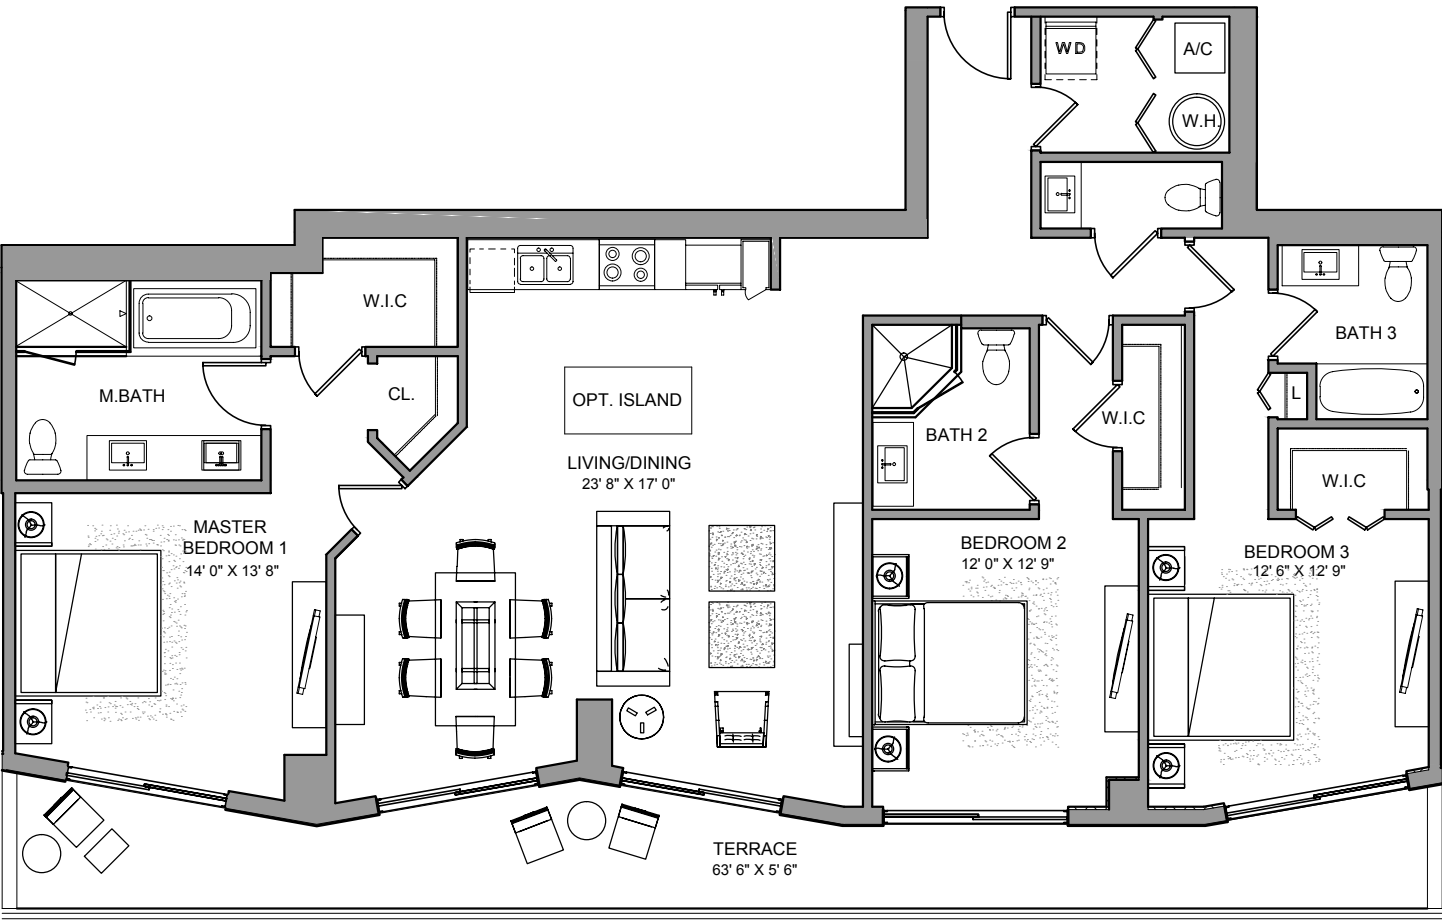 WD
A/C
W.H.
W.I.C
M.BATH
CL.
OPT. ISLAND
LIVING/DINING
23' 8" X 17' 0"
BATH 2
W.I.C
BATH 3
L
W.I.C
MASTER
BEDROOM 1
14' 0" X 13' 8"
BEDROOM 2
12' 0" X 12' 9"
BEDROOM 3
12' 6" X 12' 9"
TERRACE
63' 6" X 5' 6"